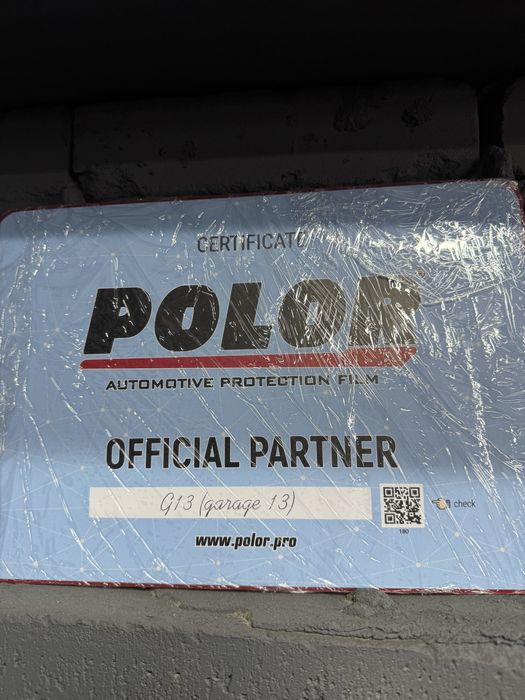 CERTIFICATE
POLOR
AUTOMOTIVE PROTECTION FILM
OFFICIAL PARTNER
G13 (garage 13)
check
180
www.polor.pro